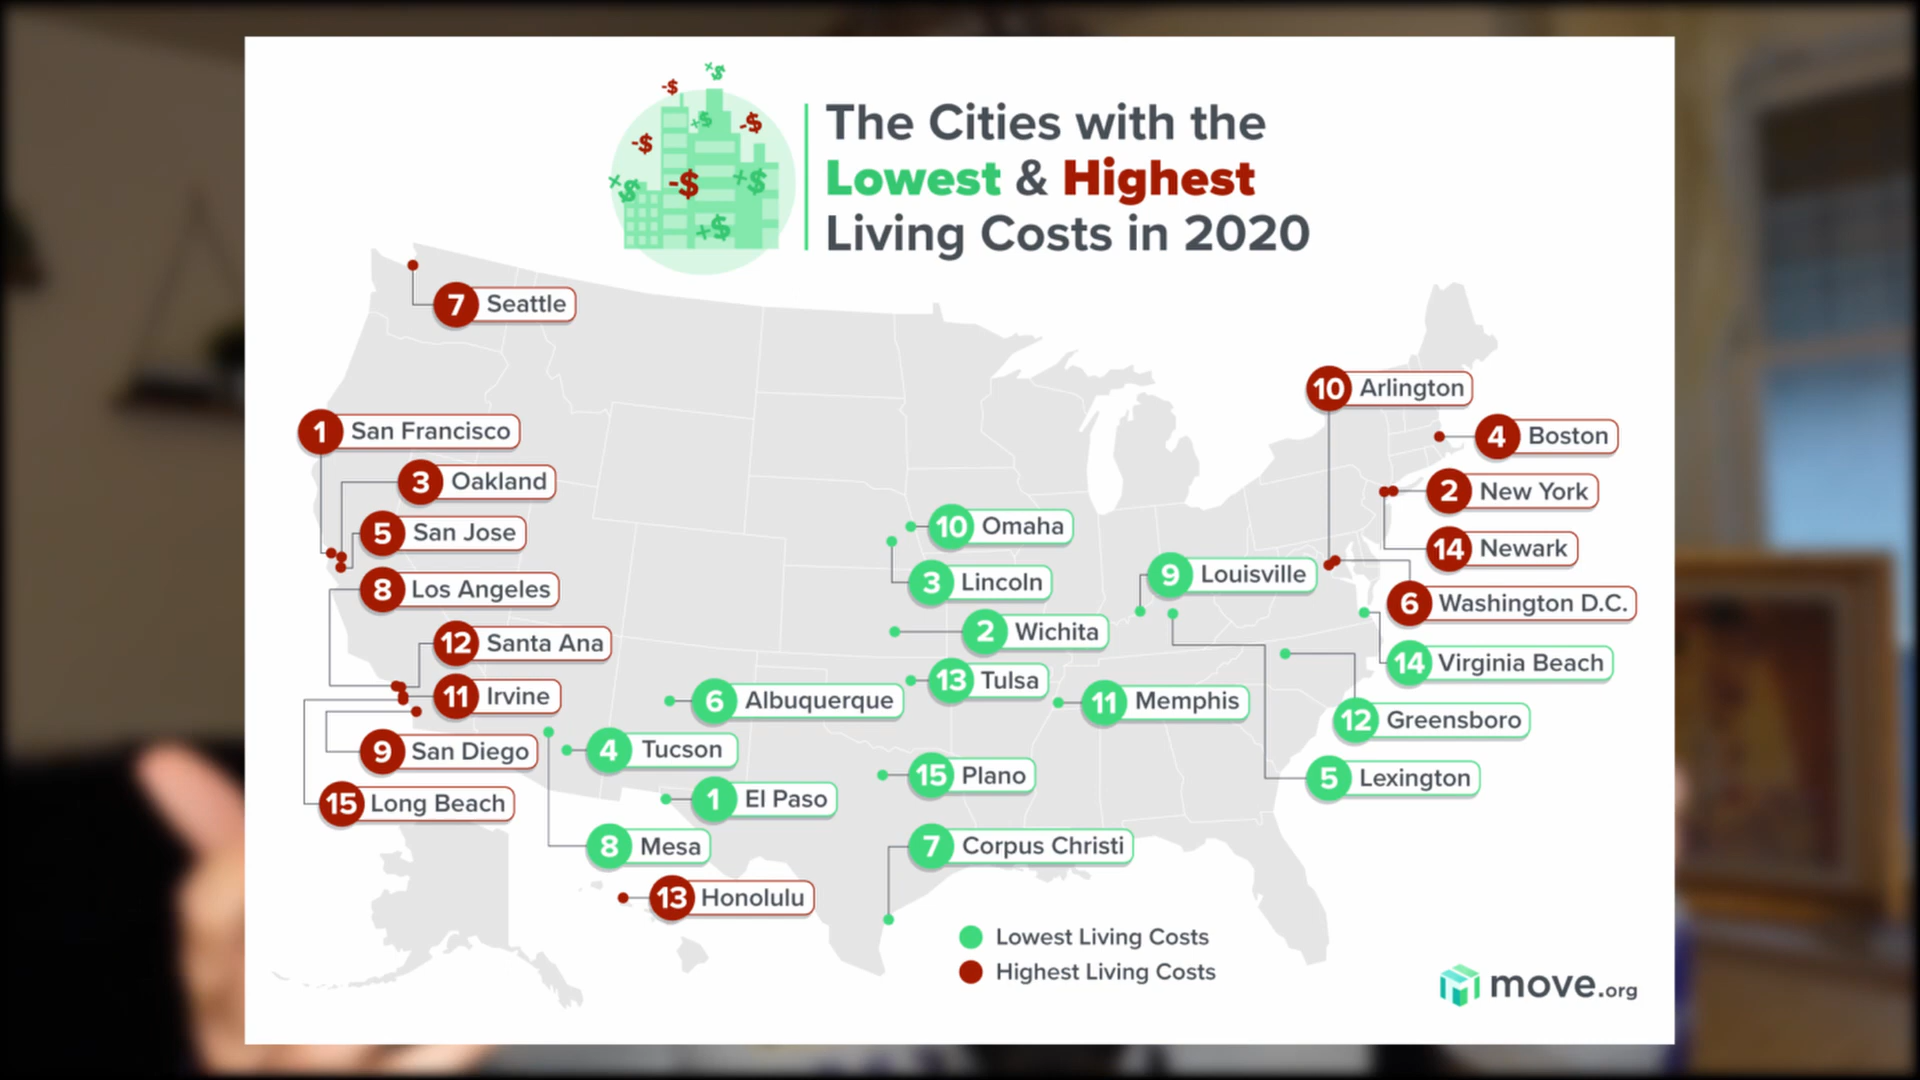 The Cities with the
Lowest & Highest
Living Costs in 2020
-$
+$
-$
+$
-$
+$
-$
+$
+$
7 Seattle
1 San Francisco
3 Oakland
5 San Jose
8 Los Angeles
12 Santa Ana
11 Irvine
9 San Diego
15 Long Beach
10 Omaha
3 Lincoln
2 Wichita
13 Tulsa
6 Albuquerque
4 Tucson
1 El Paso
8 Mesa
13 Honolulu
15 Plano
7 Corpus Christi
11 Memphis
9 Louisville
10 Arlington
4 Boston
2 New York
14 Newark
6 Washington D.C.
14 Virginia Beach
12 Greensboro
5 Lexington
Lowest Living Costs
Highest Living Costs
move.org